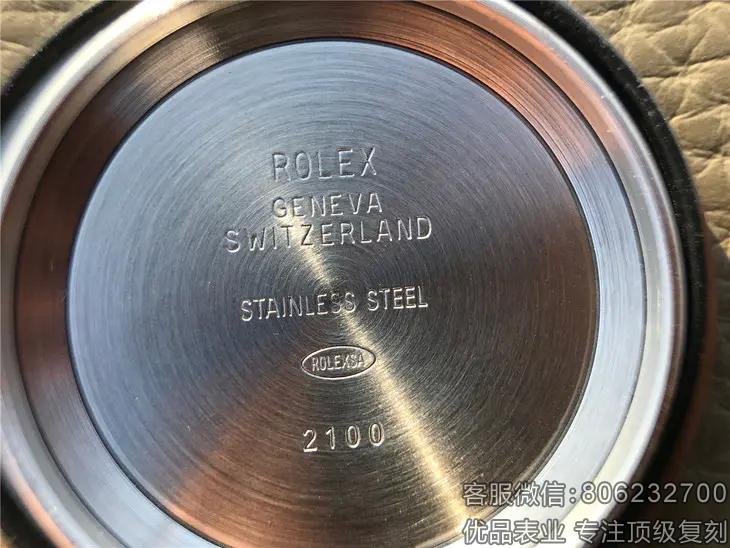 ROLEX
GENEVA
SWITZERLAND
STAINLESS STEEL
ROLEXSA
2100
客服微信:806232700
优品表业 专注顶级复刻